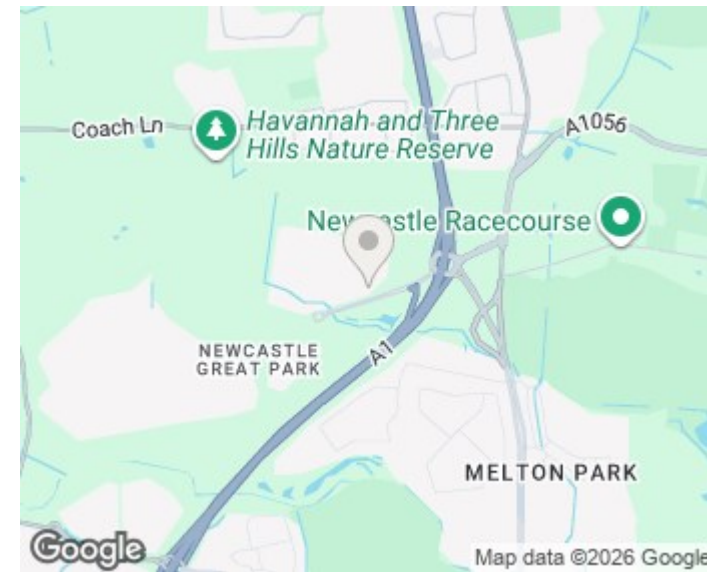 Coach Ln
Havannah and Three
Hills Nature Reserve
A1056
Newcastle Racecourse
NEWCASTLE
GREAT PARK
A1
MELTON PARK
Google
Map data ©2026 Google